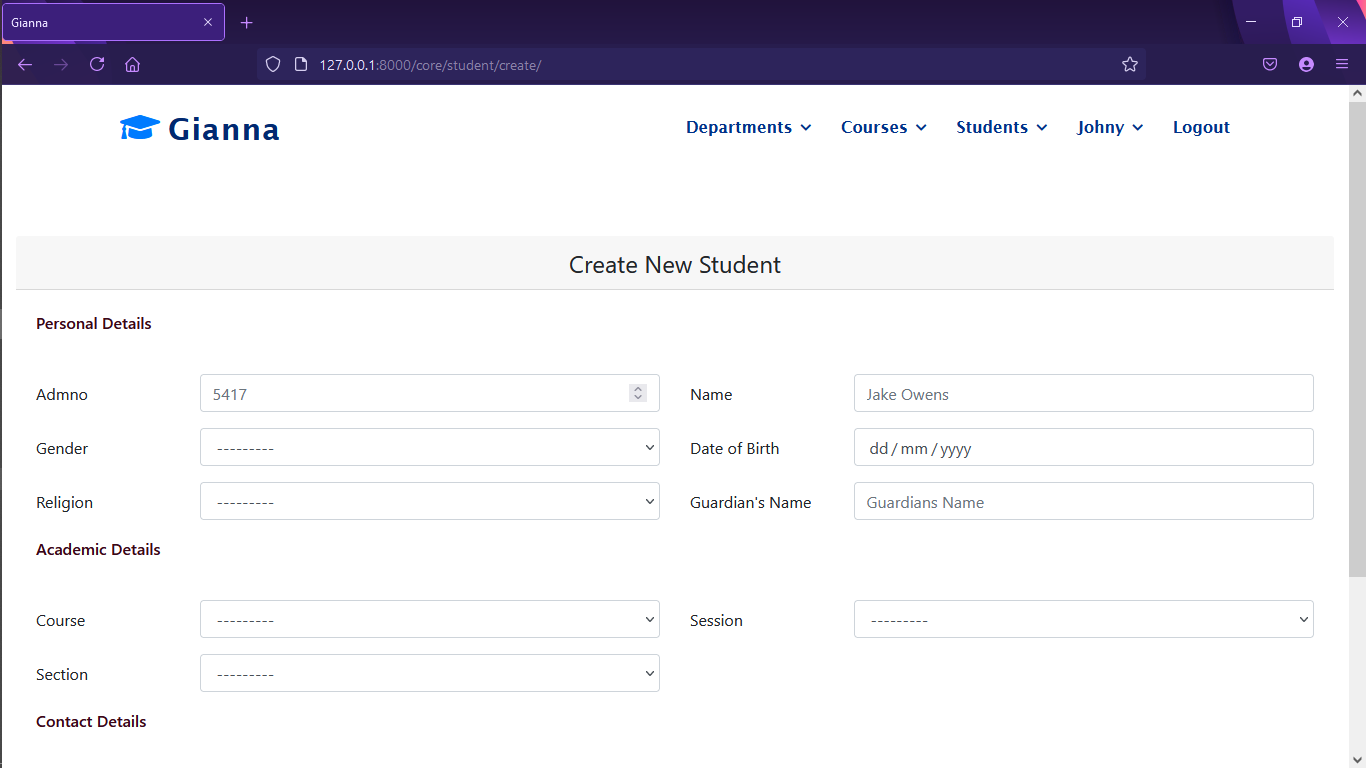 Gianna
127.0.0.1:8000/core/student/create/
Gianna Departments Courses Students Johny Logout
Create New Student
Personal Details
Admno 5417 Name Jake Owens
Gender --------- Date of Birth dd/mm/yyyy
Religion --------- Guardian's Name Guardians Name
Academic Details
Course --------- Session ---------
Section ---------
Contact Details